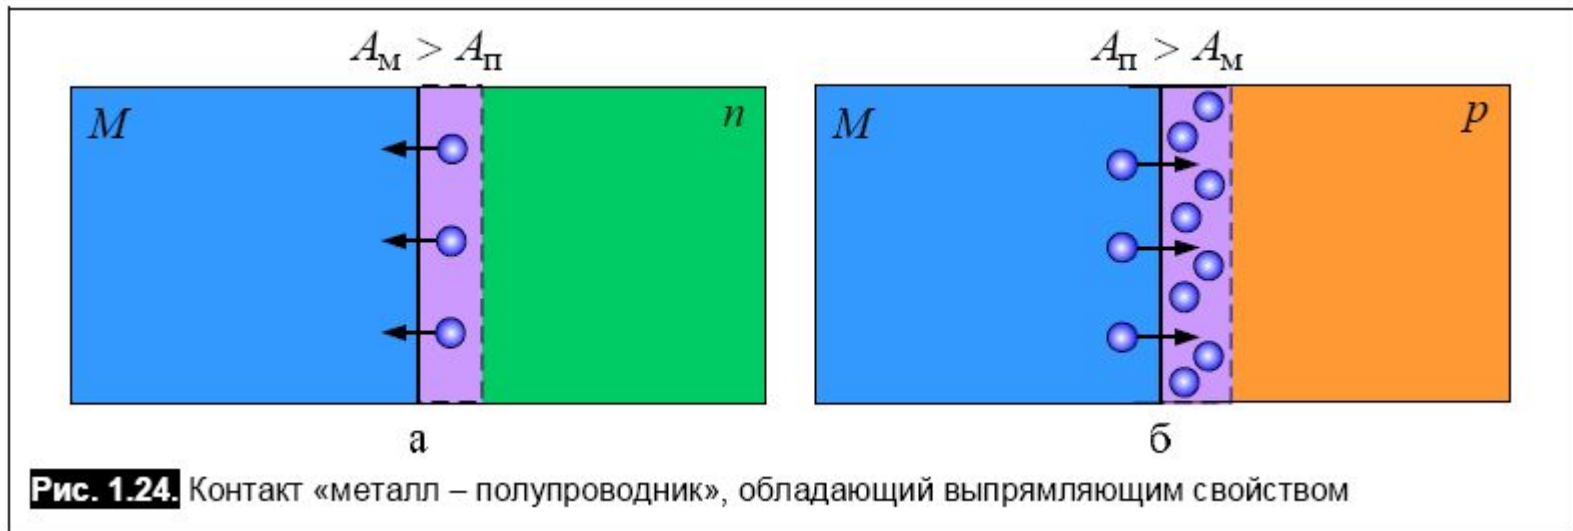 Aм > Aп
M
n
а
Aп > Aм
M
p
б
Рис. 1.24. Контакт «металл – полупроводник», обладающий выпрямляющим свойством